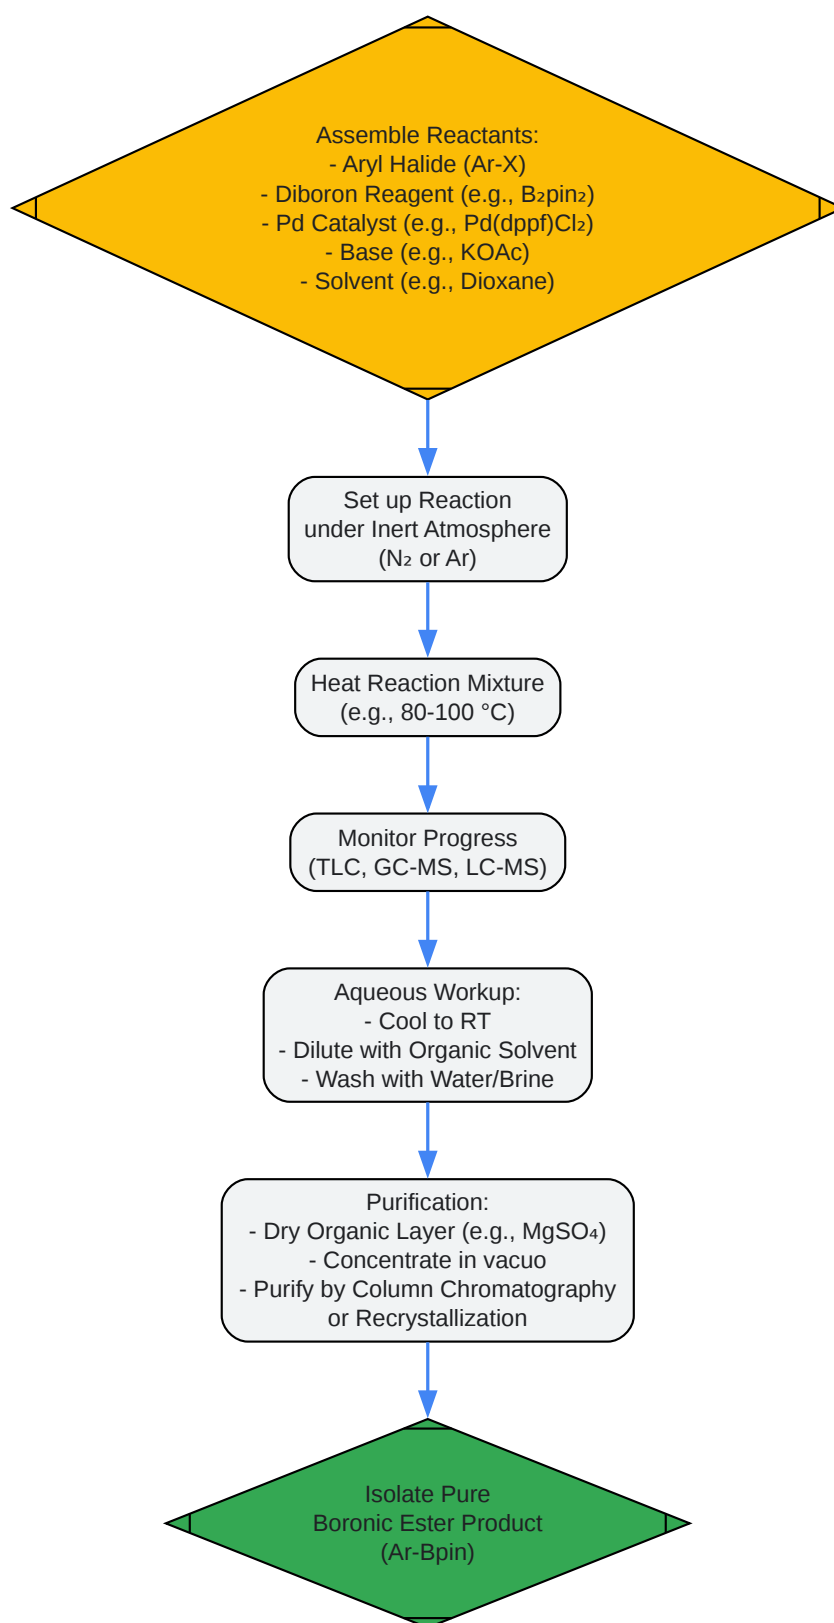 Assemble Reactants:
- Aryl Halide (Ar-X)
- Diboron Reagent (e.g., B₂pin₂)
- Pd Catalyst (e.g., Pd(dppf)Cl₂)
- Base (e.g., KOAc)
- Solvent (e.g., Dioxane)
Set up Reaction
under Inert Atmosphere
(N₂ or Ar)
Heat Reaction Mixture
(e.g., 80-100 °C)
Monitor Progress
(TLC, GC-MS, LC-MS)
Aqueous Workup:
- Cool to RT
- Dilute with Organic Solvent
- Wash with Water/Brine
Purification:
- Dry Organic Layer (e.g., MgSO₄)
- Concentrate in vacuo
- Purify by Column Chromatography
or Recrystallization
Isolate Pure
Boronic Ester Product
(Ar-Bpin)